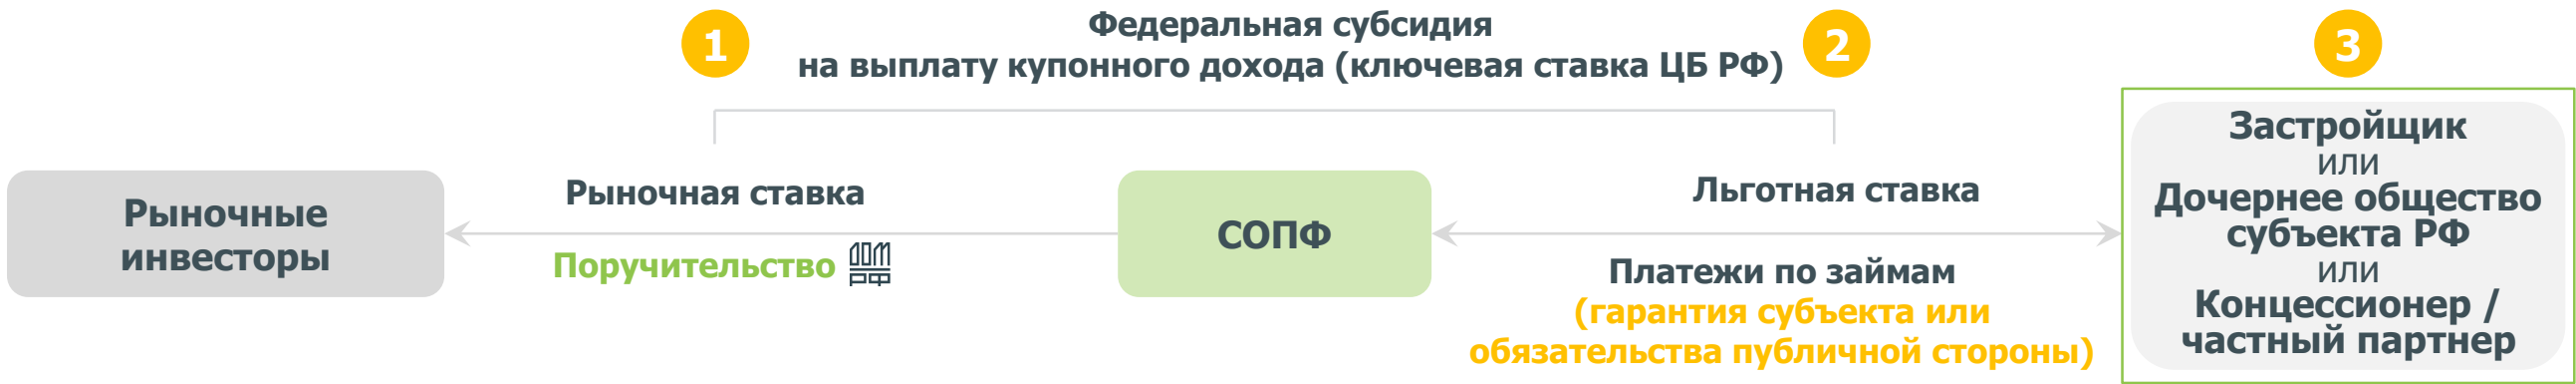 1
Федеральная субсидия
на выплату купонного дохода (ключевая ставка ЦБ РФ)
2
3
Рыночные
инвесторы
Рыночная ставка
Поручительство ДОМ
РФ
СОПФ
Льготная ставка
Платежи по займам
(гарантия субъекта или
обязательства публичной стороны)
Застройщик
или
Дочернее общество
субъекта РФ
или
Концессионер /
частный партнер